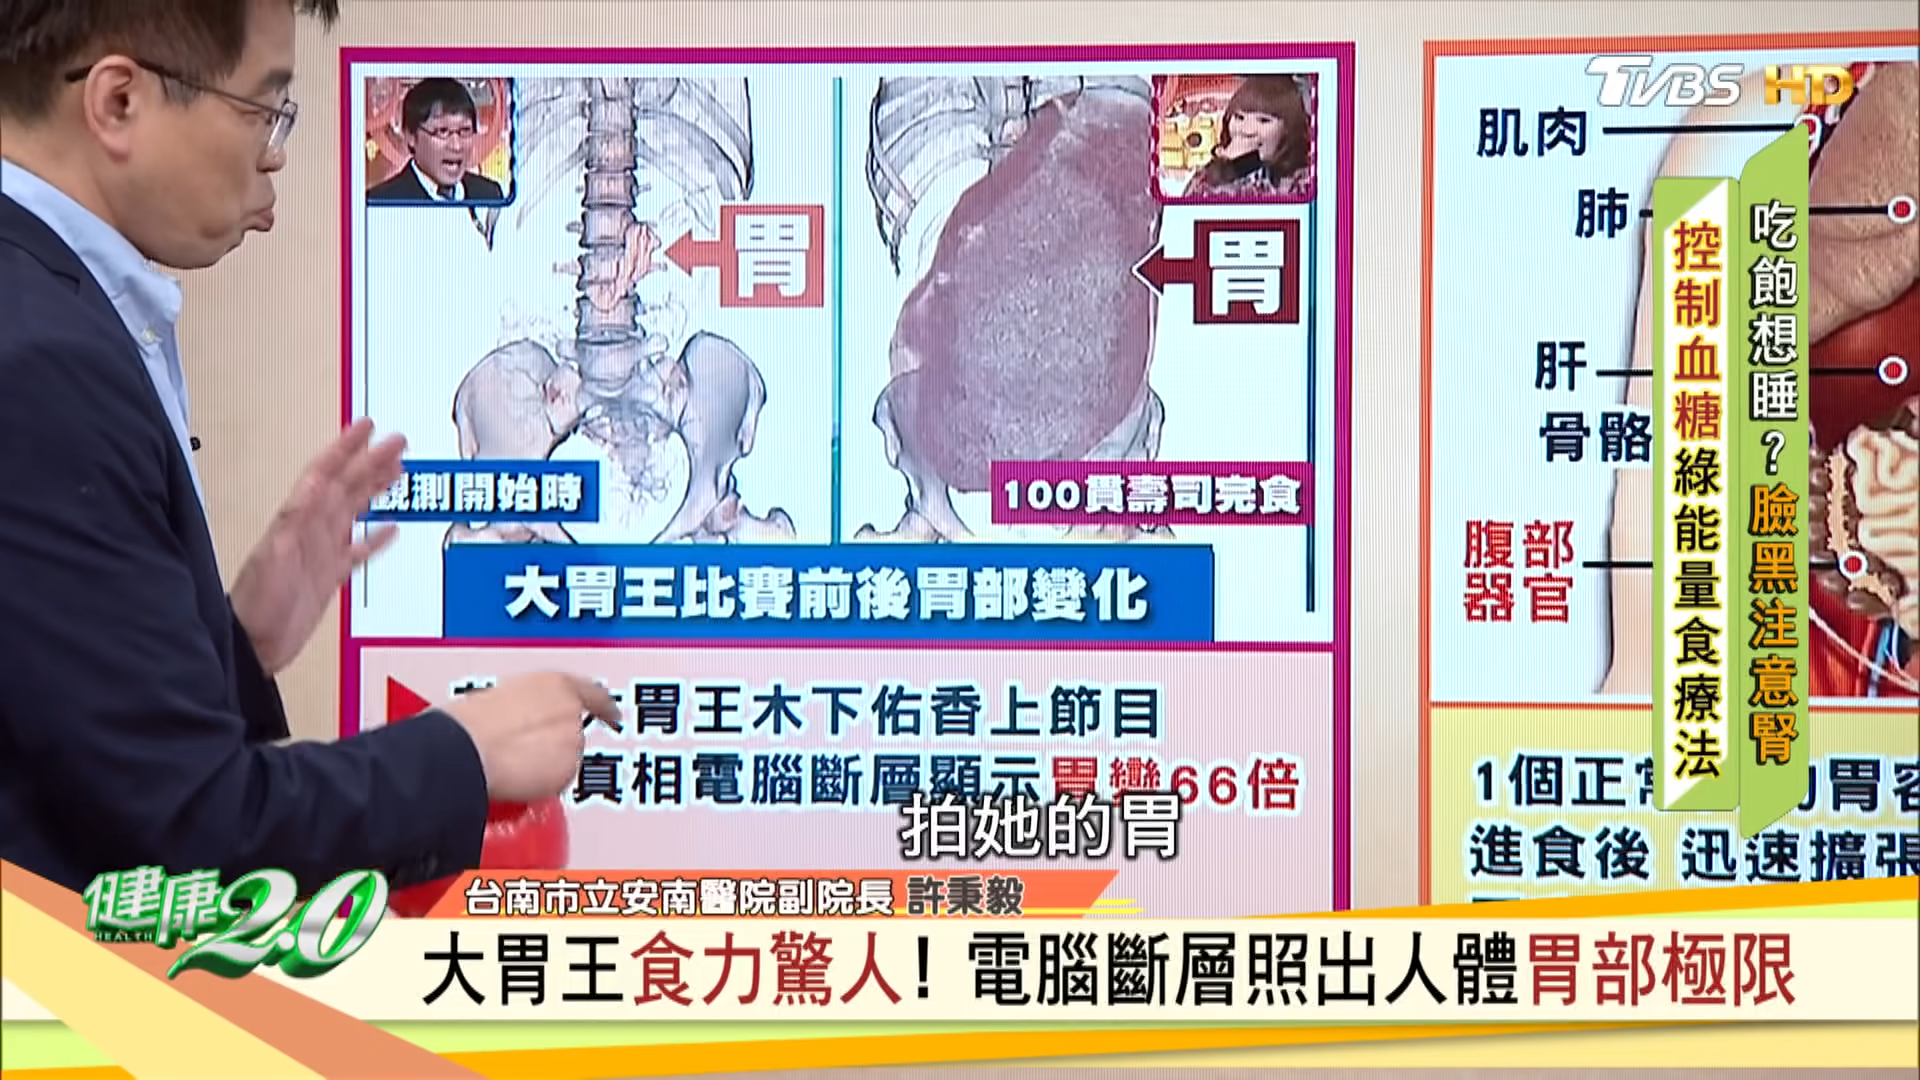 TVBS HD
胃
胃
觀測開始時
100貫壽司完食
大胃王比賽前後胃部變化
大胃王木下佑香上節目
真相電腦斷層顯示胃變66倍
肌肉
肺
肝
骨骼
腹部
器官
1個正常
胃容
進食後 迅速擴張
吃飽想睡?臉黑注意腎
控制血糖綠能量食療法
拍她的胃
健康2.0
HEALTH
台南市立安南醫院副院長 許秉毅
大胃王食力驚人! 電腦斷層照出人體胃部極限